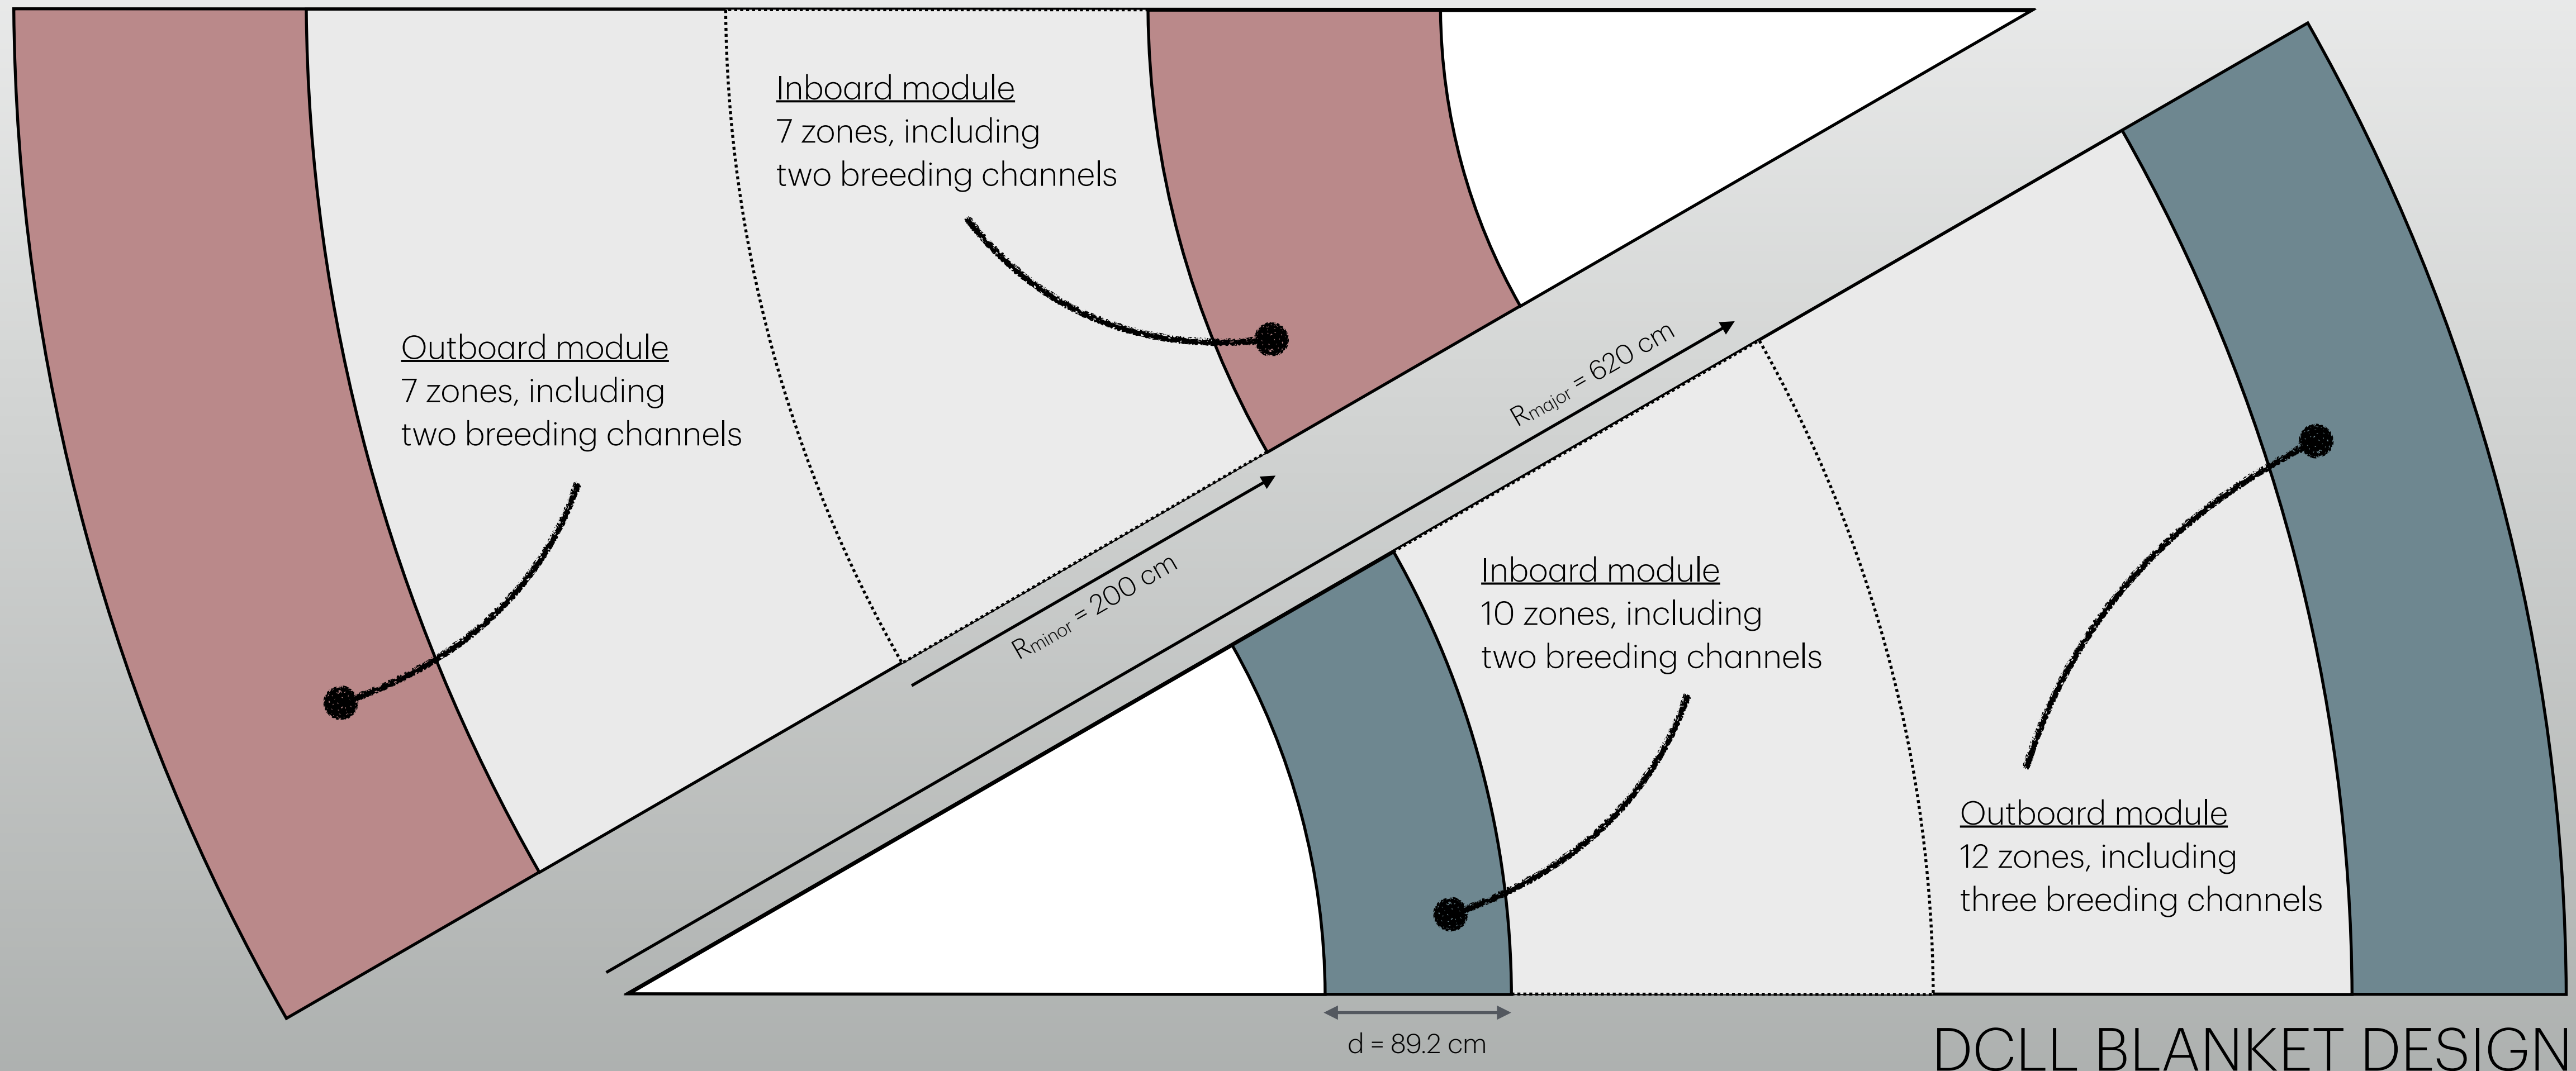 Inboard module
7 zones, including
two breeding channels
Outboard module
7 zones, including
two breeding channels
Rmajor = 620 cm
Rminor = 200 cm
Inboard module
10 zones, including
two breeding channels
Outboard module
12 zones, including
three breeding channels
d = 89.2 cm
DCLL BLANKET DESIGN